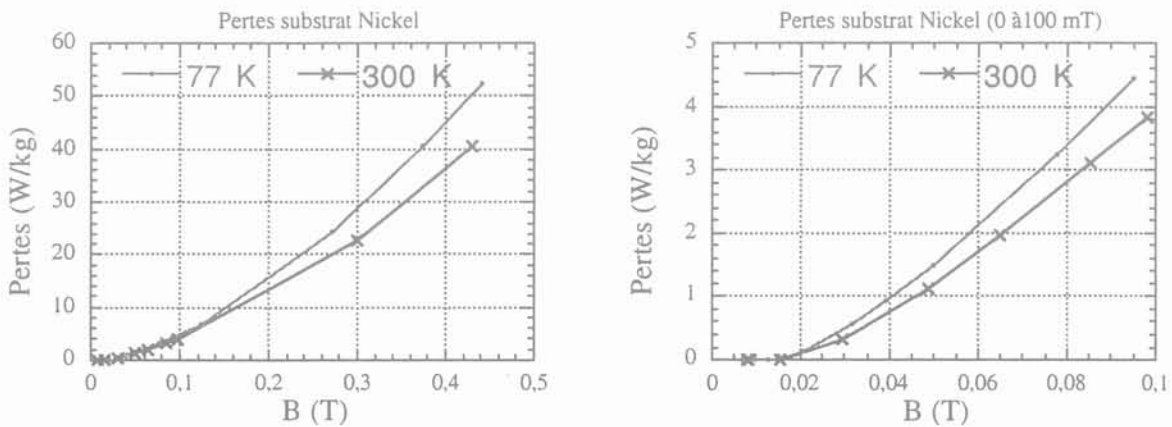 Pertes substrat Nickel
60
50
40
30
20
10
0
77 K
300 K
Pertes (W/kg)
0
0,1
0,2
0,3
0,4
0,5
B (T)
Pertes substrat Nickel (0 à100 mT)
5
4
3
2
1
0
77 K
300 K
Pertes (W/kg)
0
0,02
0,04
0,06
0,08
0,1
B (T)